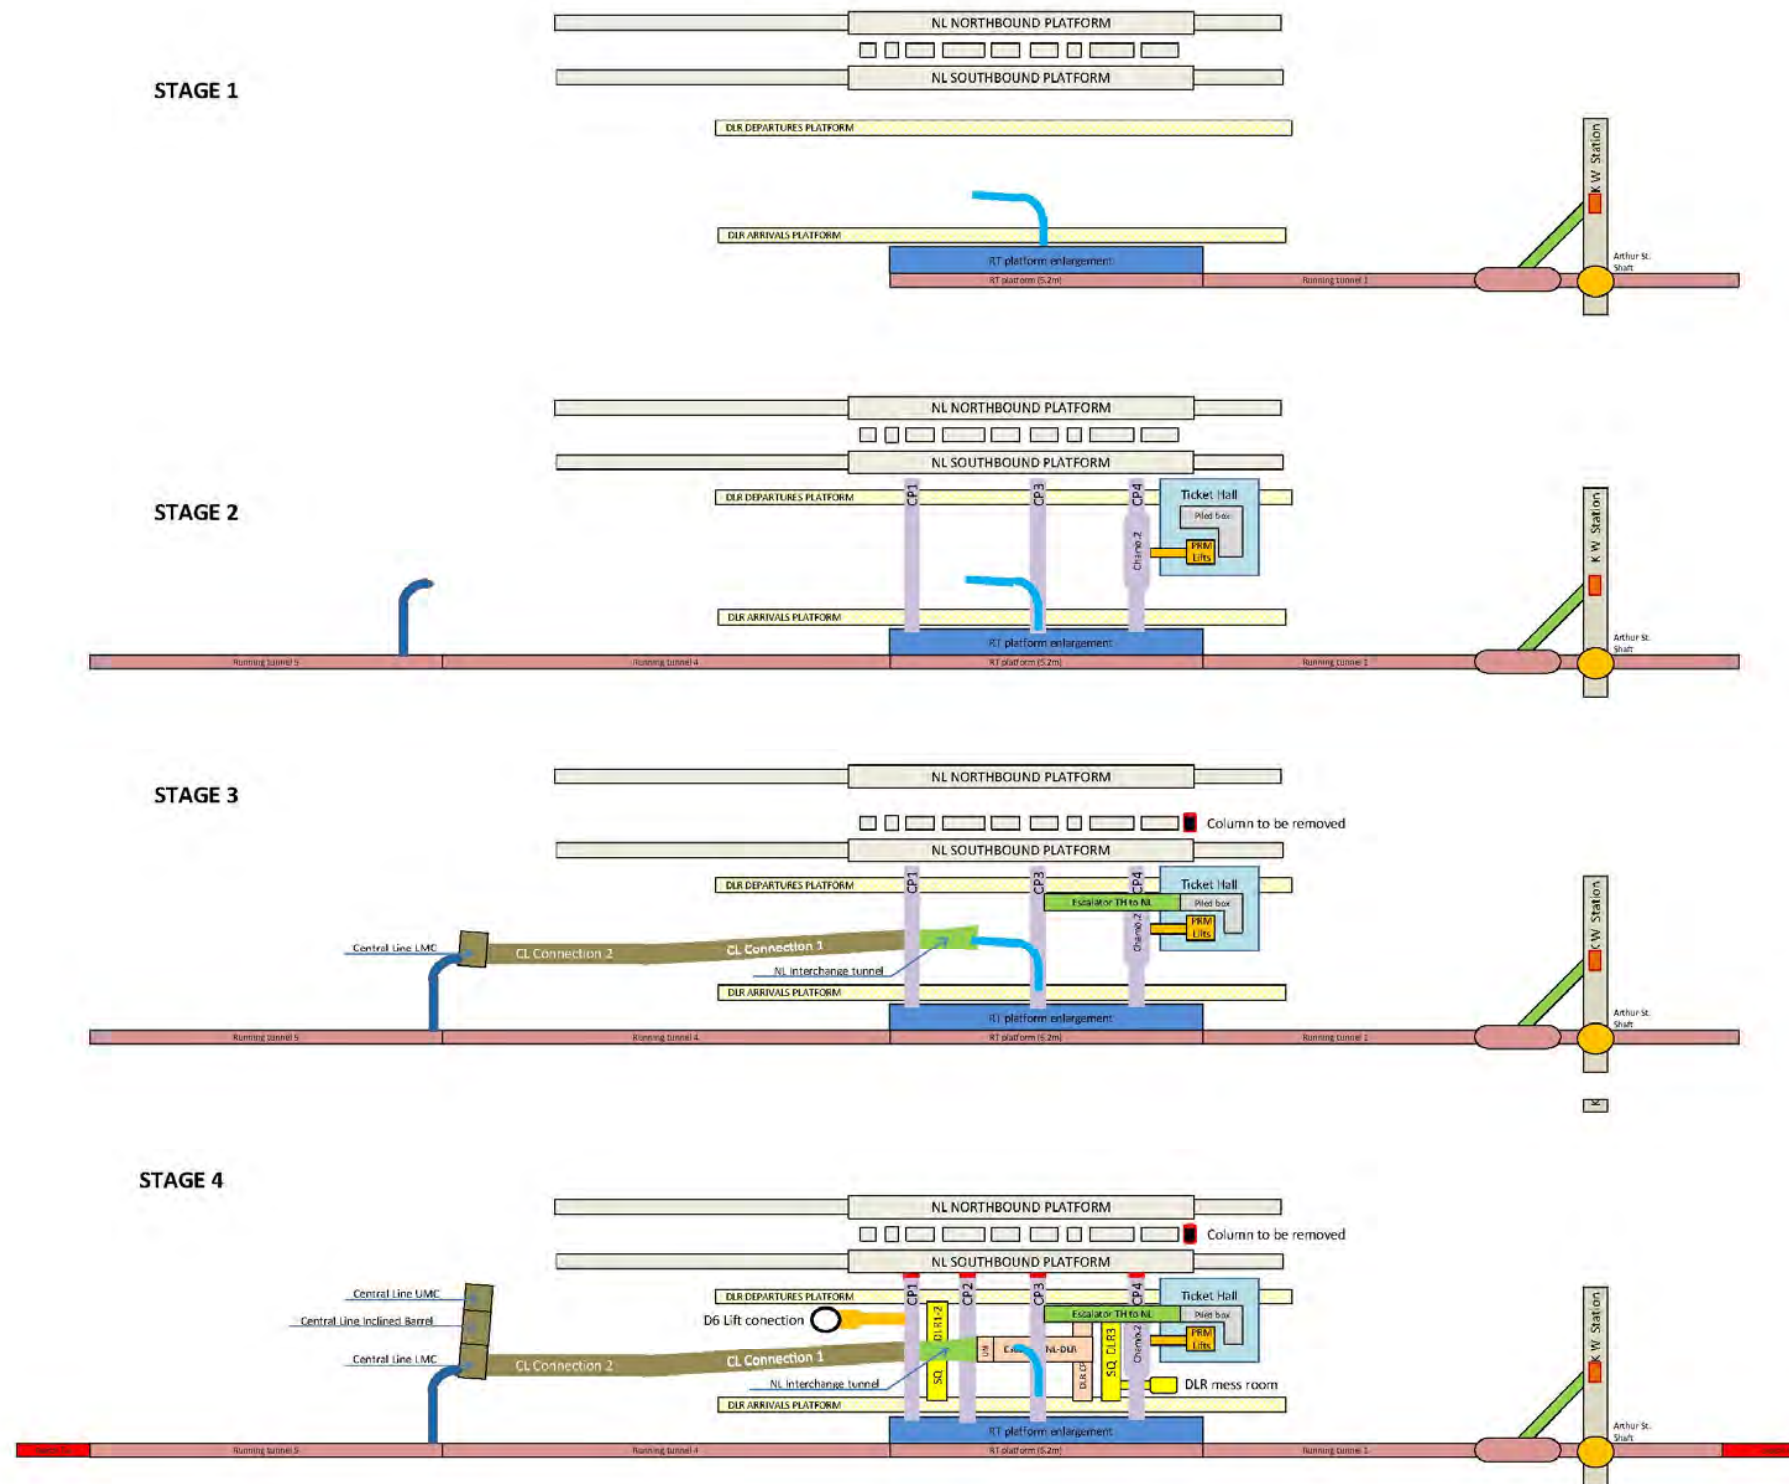 STAGE 1
NL NORTHBOUND PLATFORM
NL SOUTHBOUND PLATFORM
DLR DEPARTURES PLATFORM
K W Station
DLR ARRIVALS PLATFORM
RT platform enlargement
Arthur St.
Shaft
RT platform (5.2m)
Running tunnel 1
STAGE 2
NL NORTHBOUND PLATFORM
NL SOUTHBOUND PLATFORM
DLR DEPARTURES PLATFORM
CP1
CP3
CP4
Ticket Hall
Piled box
PRM
Lifts
Chamb.2
K W Station
DLR ARRIVALS PLATFORM
RT platform enlargement
Arthur St.
Shaft
Running tunnel 5
Running tunnel 4
RT platform (5.2m)
Running tunnel 1
STAGE 3
NL NORTHBOUND PLATFORM
Column to be removed
NL SOUTHBOUND PLATFORM
DLR DEPARTURES PLATFORM
CP1
CP3
CP4
Ticket Hall
Escalator TH to NL
Piled box
PRM
Lifts
Chamb.2
K W Station
Central Line LMC
CL Connection 2
CL Connection 1
NL Interchange tunnel
DLR ARRIVALS PLATFORM
RT platform enlargement
Arthur St.
Shaft
Running tunnel 5
Running tunnel 4
RT platform (5.2m)
Running tunnel 1
K
STAGE 4
NL NORTHBOUND PLATFORM
Column to be removed
NL SOUTHBOUND PLATFORM
Central Line UMC
DLR DEPARTURES PLATFORM
CP1
CP2
CP3
CP4
Ticket Hall
Central Line Inclined Barrel
D6 Lift conection
SQ DLR1-2
Escalator TH to NL
Piled box
PRM
Lifts
Chamb.2
SQ DLR3
K W Station
Central Line LMC
CL Connection 2
CL Connection 1
NL-DLR
DLR CP
NL Interchange tunnel
DLR mess room
DLR ARRIVALS PLATFORM
RT platform enlargement
Arthur St.
Shaft
Running tunnel 5
Running tunnel 4
RT platform (5.2m)
Running tunnel 1